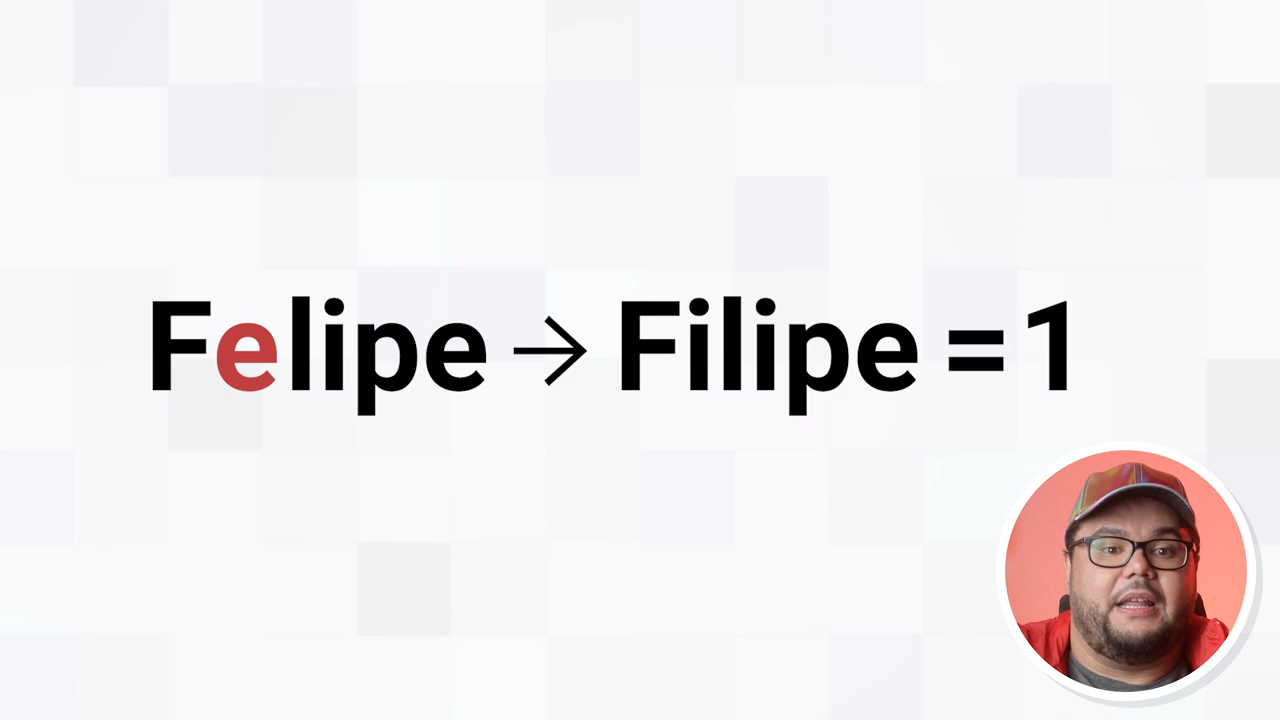 Felipe → Filipe = 1